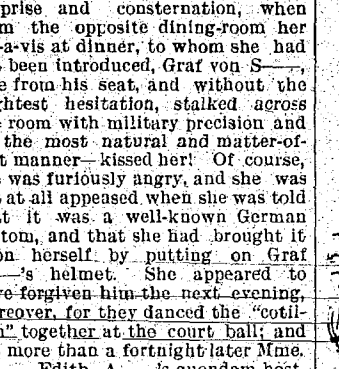 prise and consternation, when
m the opposite dining-room her
-a-vis at dinner, to whom she had
been introduced, Graf von S——,
e from his seat, and without the
ghtest hesitation, stalked across
room with military precision and
the most natural and matter-of-
t manner—kissed her! Of course,
was furiously angry, and she was
at all appeased when she was told
t it was a well-known German
tom, and that she had brought it
on herself by putting on Graf
—'s helmet. She appeared to
ve forgiven him the next evening,
reover, for they danced the "cotil-
n" together at the court ball; and
more than a fortnight later Mme.
Edith A